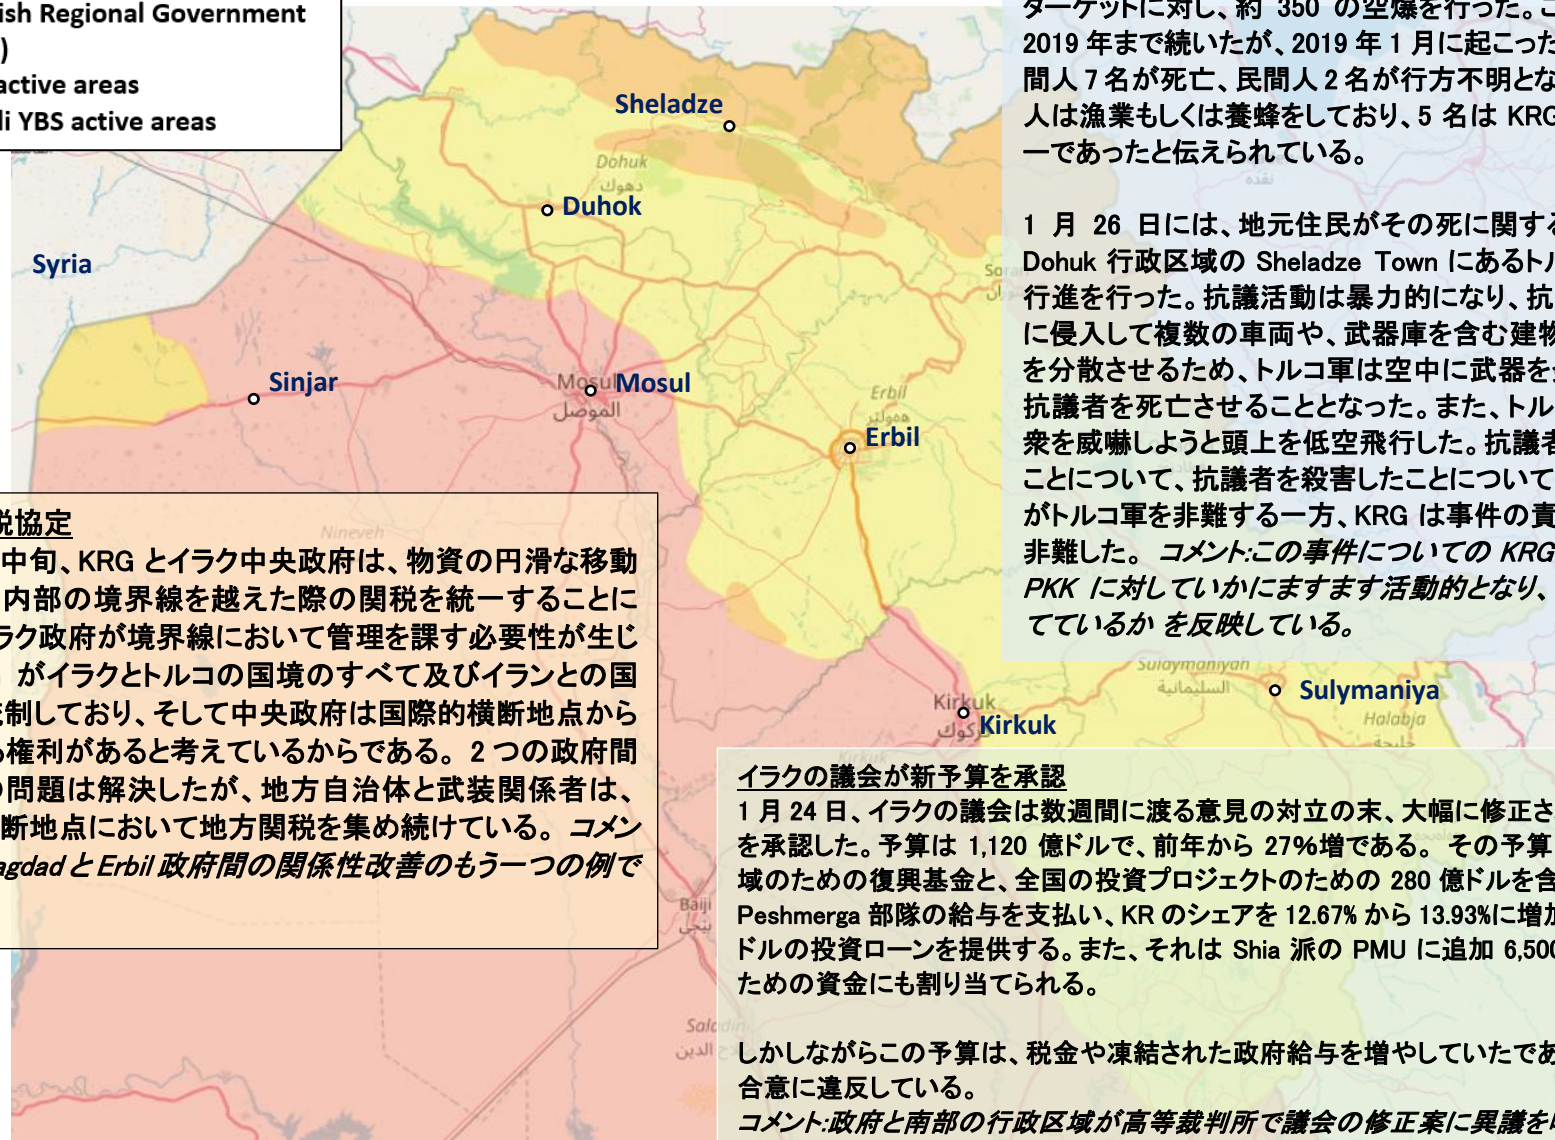 ish Regional Government
)
active areas
li YBS active areas
ターゲットに対し、約 350 の空爆を行った。こ
2019 年まで続いたが、2019 年 1 月に起こった
間人 7 名が死亡、民間人 2 名が行方不明とな
人は漁業もしくは養蜂をしており、5 名は KRG
ーであったと伝えられている。
1 月 26 日には、地元住民がその死に関する
Dohuk 行政区域の Sheladze Town にあるトル
行進を行った。抗議活動は暴力的になり、抗
に侵入して複数の車両や、武器庫を含む建物
を分散させるため、トルコ軍は空中に武器を
抗議者を死亡させることとなった。また、トル
衆を威嚇しようと頭上を低空飛行した。抗議者
ことについて、抗議者を殺害したことについて
がトルコ軍を非難する一方、KRG は事件の責
非難した。 コメント:この事件についての KRG
PKK に対していかにますます活動的となり、
てているか を反映している。
Sheladze
Dohuk
دهوك
Duhok
Syria
Sinjar
Mosul
Mosul
الموصل
Erbil
ھەولێر
Erbil
Soran
نقده
Nineveh
税協定
中旬、KRG とイラク中央政府は、物資の円滑な移動
内部の境界線を越えた際の関税を統一することに
ラク政府が境界線において管理を課す必要性が生じ
がイラクとトルコの国境のすべて及びイランとの国
統制しており、そして中央政府は国際的横断地点から
る権利があると考えているからである。 2 つの政府間
の問題は解決したが、地方自治体と武装関係者は、
断地点において地方関税を集め続けている。 コメン
agdad と Erbil 政府間の関係性改善のもう一つの例で
Sulaymaniyah
السليمانية
Sulymaniya
Halabja
Kirkuk
كركوك
Kirkuk
Kirkuk
Baiji
بيجي
イラクの議会が新予算を承認
1 月 24 日、イラクの議会は数週間に渡る意見の対立の末、大幅に修正さ
を承認した。予算は 1,120 億ドルで、前年から 27%増である。 その予算
域のための復興基金と、全国の投資プロジェクトのための 280 億ドルを含
Peshmerga 部隊の給与を支払い、KR のシェアを 12.67% から 13.93%に増加
ドルの投資ローンを提供する。また、それは Shia 派の PMU に追加 6,500
ための資金にも割り当てられる。
Saladin
صلاح الدين
しかしながらこの予算は、税金や凍結された政府給与を増やしていたであ
合意に違反している。
コメント:政府と南部の行政区域が高等裁判所で議会の修正案に異議を